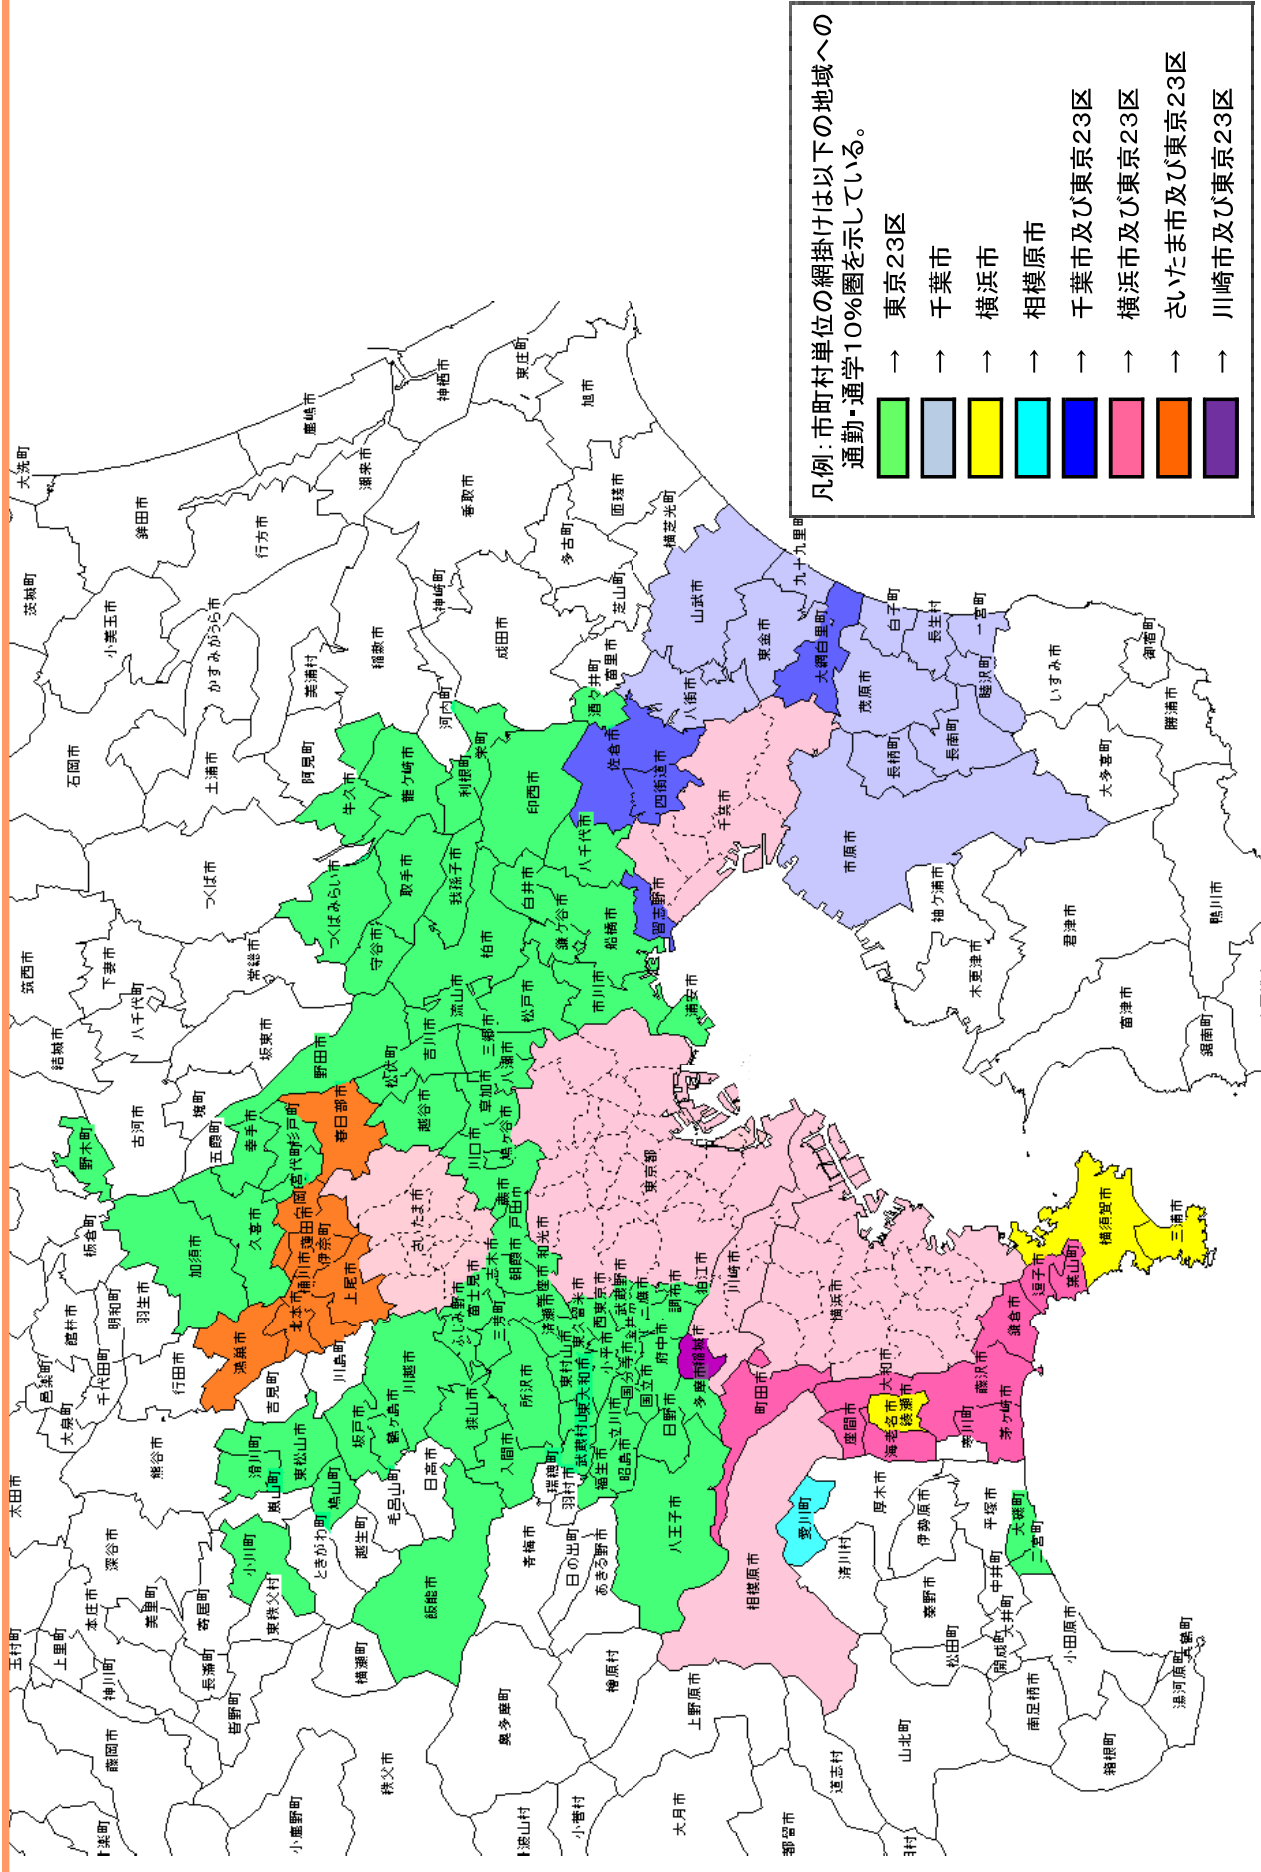 凡例：市町村単位の網掛けは以下の地域への
通勤・通学10%圏を示している。
→ 東京23区
→ 千葉市
→ 横浜市
→ 相模原市
→ 千葉市及び東京23区
→ 横浜市及び東京23区
→ さいたま市及び東京23区
→ 川崎市及び東京23区
大洗町
茨城町
鉾田市
鹿嶋市
小美玉市
行方市
潮来市
神栖市
東庄町
旭市
石岡市
かすみがうら市
美浦村
稲敷市
神崎町
香取市
多古町
匝瑳市
横芝光町
土浦市
阿見町
河内町
成田市
芝山町
富里市
酒々井町
山武市
九十九里町
東金市
八街市
大網白里町
白子町
長生村
一宮町
睦沢町
茂原市
長柄町
長南町
いすみ市
御宿町
勝浦市
大多喜町
牛久市
龍ケ崎市
利根町
栄町
印西市
佐倉市
四街道市
千葉市
市原市
袖ケ浦市
木更津市
君津市
鴨川市
富津市
鋸南町
筑西市
下妻市
つくば市
つくばみらい市
取手市
我孫子市
白井市
八千代市
習志野市
常総市
守谷市
柏市
鎌ケ谷市
船橋市
結城市
八千代町
坂東市
流山市
松戸市
市川市
浦安市
野田市
吉川市
三郷市
松伏町
八潮市
古河市
境町
五霞町
野木町
幸手市
杉戸町
宮代町
春日部市
越谷市
草加市
川口市
鳩ヶ谷市
蕨市
戸田市
東京都
板倉町
加須市
久喜市
白岡町
蓮田市
伊奈町
桶川市
上尾市
北本市
さいたま市
館林市
明和町
羽生市
邑楽町
千代田町
大泉町
行田市
鴻巣市
吉見町
川島町
川越市
ふじみ野市
富士見市
志木市
朝霞市
和光市
新座市
三芳町
清瀬市
東久留米市
西東京市
武蔵野市
三鷹市
調布市
狛江市
川崎市
横浜市
横須賀市
三浦市
逗子市
葉山町
鎌倉市
藤沢市
大和市
綾瀬市
海老名市
座間市
寒川町
茅ヶ崎市
太田市
熊谷市
滑川町
東松山市
嵐山町
鳩山町
坂戸市
鶴ヶ島市
毛呂山町
日高市
狭山市
入間市
所沢市
東村山市
東大和市
武蔵村山市
小平市
小金井市
国分寺市
国立市
府中市
稲城市
多摩市
町田市
立川市
日野市
昭島市
福生市
羽村市
瑞穂町
八王子市
深谷市
小川町
ときがわ町
越生町
東秩父村
寄居町
美里町
本庄市
上里町
神川町
玉村町
長瀞町
皆野町
横瀬町
飯能市
青梅市
日の出町
あきる野市
檜原村
奥多摩町
相模原市
愛川町
清川村
厚木市
伊勢原市
平塚市
大磯町
二宮町
秦野市
中井町
大井町
松田町
開成町
小田原市
南足柄市
山北町
箱根町
湯河原町
真鶴町
藤岡市
小鹿野町
秩父市
丹波山村
小菅村
大月市
上野原市
道志村
都留市